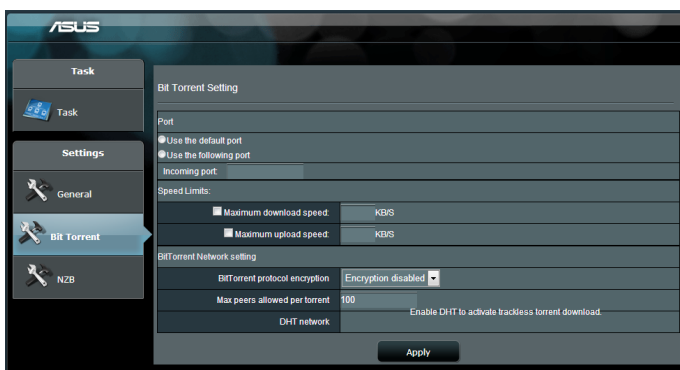 ASUS
Task
Task
Settings
General
Bit Torrent
NZB
Bit Torrent Setting
Port
Use the default port
Use the following port
Incoming port:
Speed Limits:
Maximum download speed: KB/S
Maximum upload speed: KB/S
BitTorrent Network setting
BitTorrent protocol encryption Encryption disabled
Max peers allowed per torrent 100
DHT network Enable DHT to activate trackless torrent download.
Apply